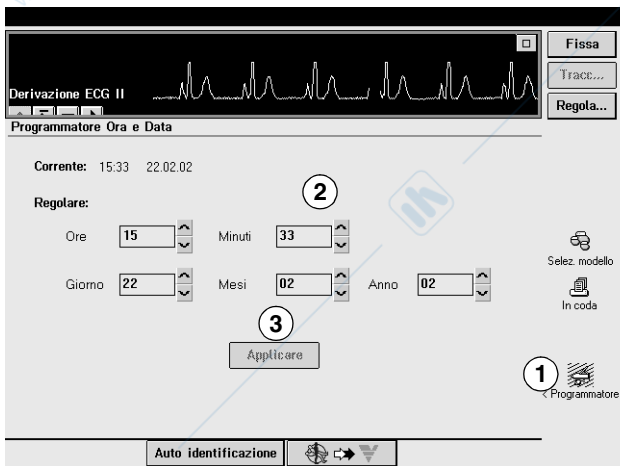 Fissa
Tracc...
Regola...
Derivazione ECG II
Programmatore Ora e Data
Corrente: 15:33 22.02.02
2
Regolare:
Ore 15 Minuti 33
Giorno 22 Mesi 02 Anno 02
3
Applicare
Selez. modello
In coda
1
< Programmatore
Auto identificazione